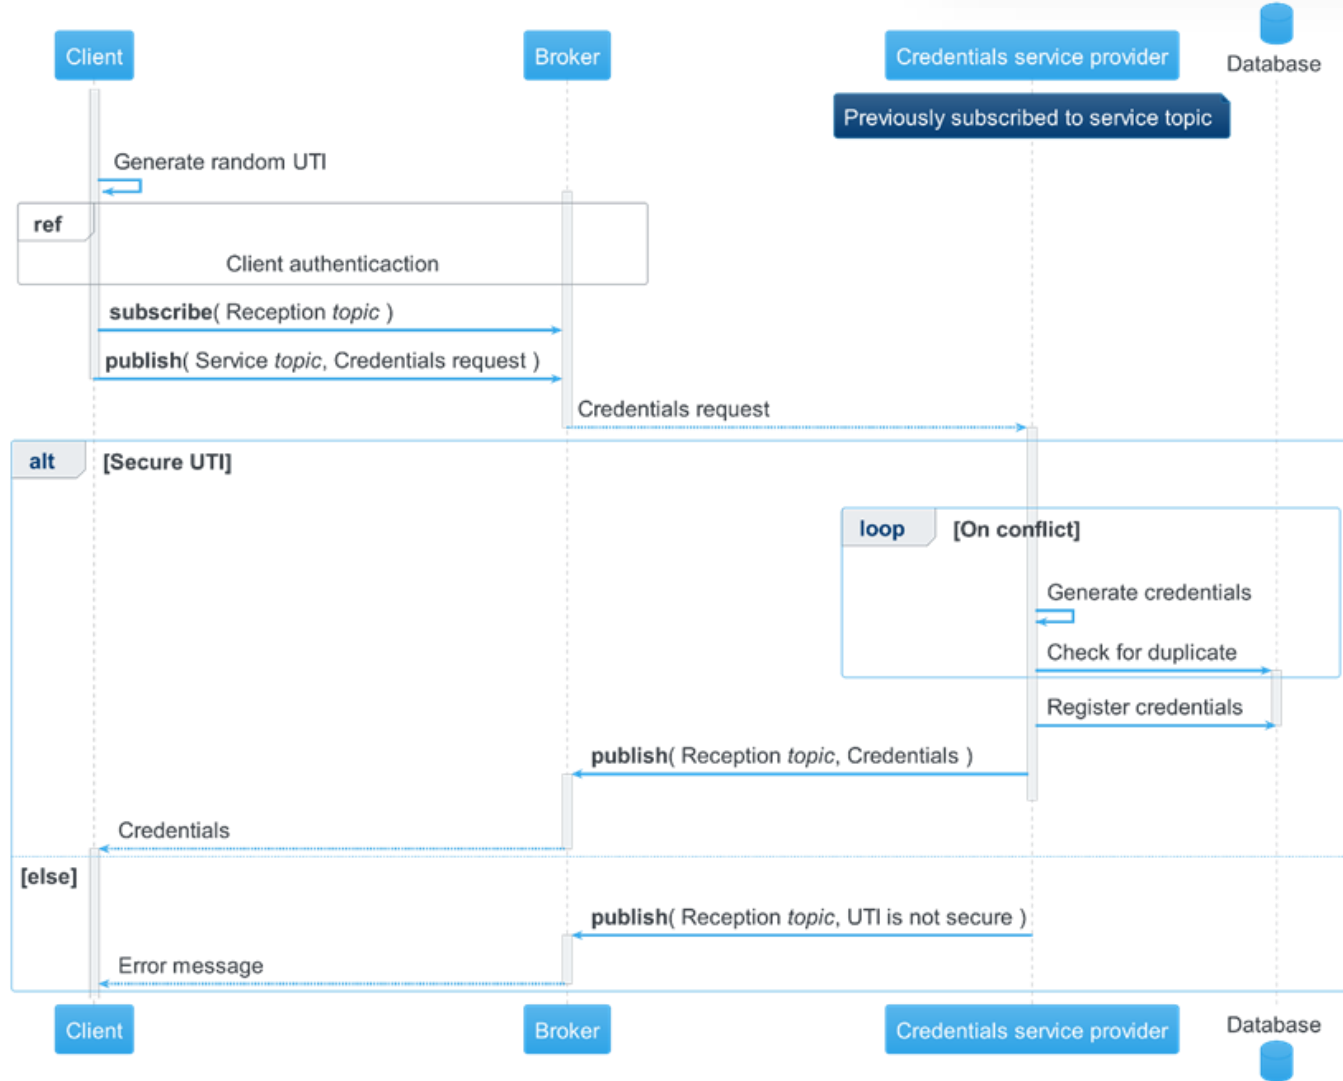 Client
Broker
Credentials service provider
Database
Previously subscribed to service topic
Generate random UTI
ref
Client authenticaction
subscribe( Reception topic )
publish( Service topic, Credentials request )
Credentials request
alt [Secure UTI]
loop [On conflict]
Generate credentials
Check for duplicate
Register credentials
publish( Reception topic, Credentials )
Credentials
[else]
publish( Reception topic, UTI is not secure )
Error message
Client
Broker
Credentials service provider
Database